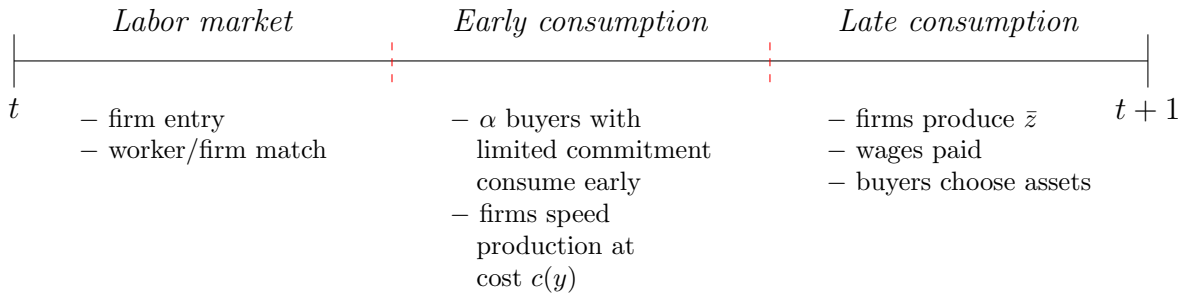 Labor market Early consumption Late consumption
t t + 1
– firm entry
– worker/firm match
– α buyers with
limited commitment
consume early
– firms speed
production at
cost c(y)
– firms produce z̄
– wages paid
– buyers choose assets